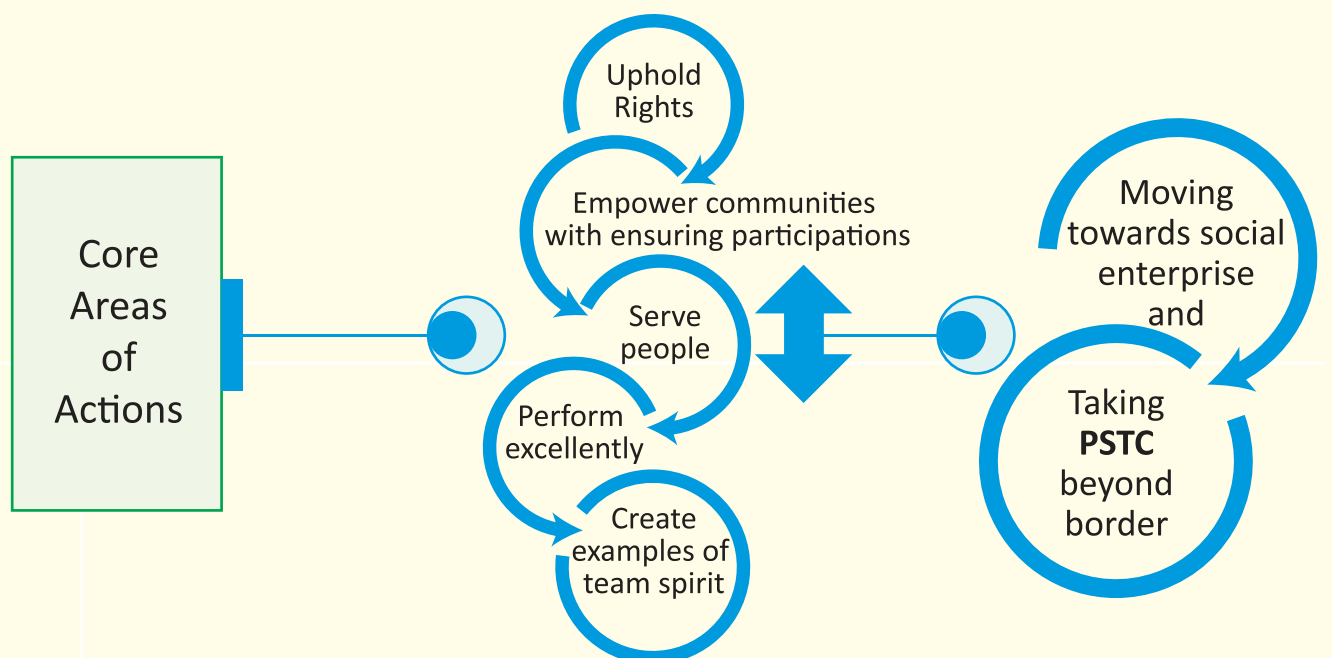 Core
Areas
of
Actions
Uphold
Rights
Empower communities
with ensuring participations
Serve
people
Perform
excellently
Create
examples of
team spirit
Moving
towards social
enterprise
and
Taking
PSTC
beyond
border